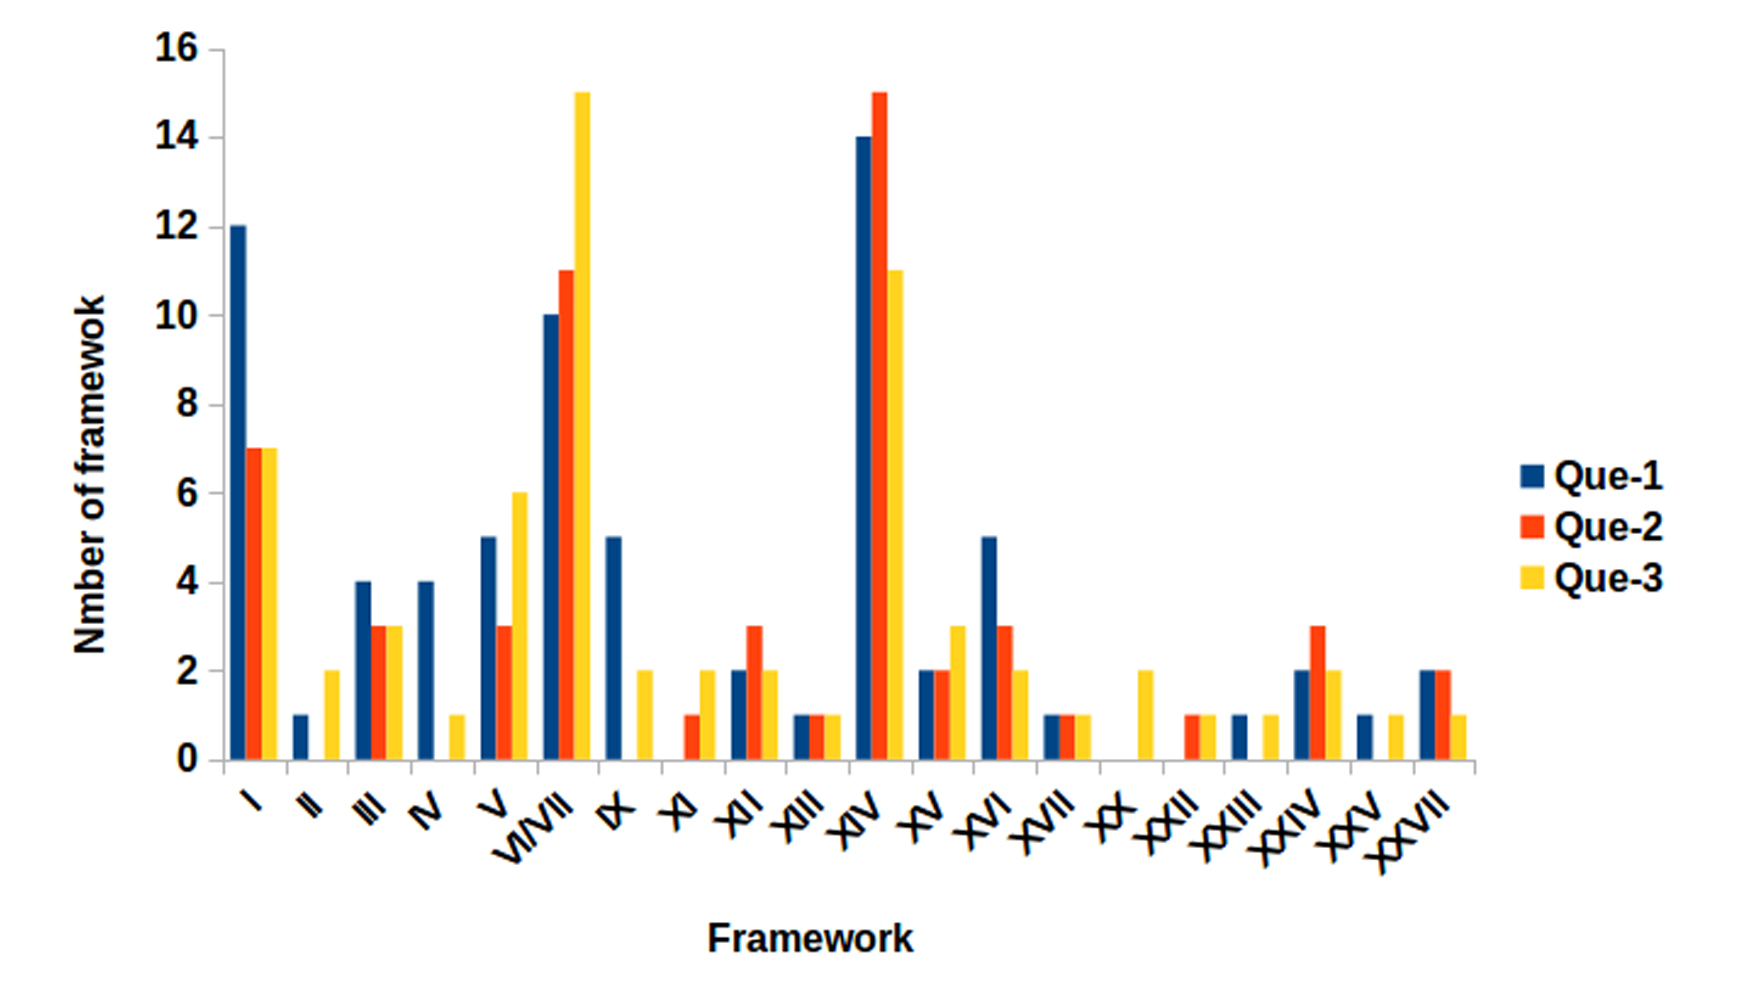 16
14
12
10
8
6
4
2
0
Nmber of framewok
I
II
III
IV
V
VI/VII
IX
XI
XII
XIII
XIV
XV
XVI
XVII
XX
XXII
XXIII
XXIV
XXV
XXVII
Framework
Que-1
Que-2
Que-3